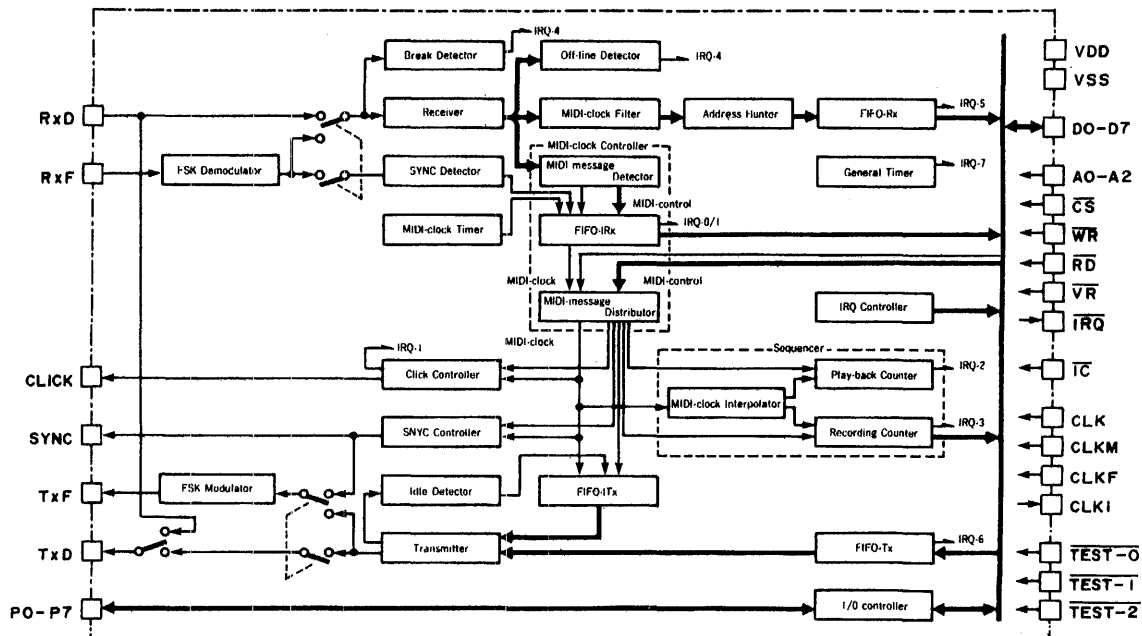 IRQ-4
Break Detector
Off-line Detector
IRQ-4
VDD
VSS
RxD
Receiver
MIDI-clock Filter
Address Hunter
FIFO-Rx
IRQ-5
DO-D7
MIDI-clock Controller
RxF
FSK Demodulator
SYNC Detector
MIDI message
Detector
General Timer
IRQ-7
AO-A2
MIDI-control
CS
MIDI-clock Timer
FIFO-IRx
IRQ-0/1
WR
RD
MIDI-clock
MIDI-control
MIDI-message
Distributor
IRQ Controller
VR
IRQ
MIDI-clock
IRQ-1
Sequencer
CLICK
Click Controller
Play-back Counter
IRQ-2
IC
MIDI-clock Interpolator
SYNC
SNYC Controller
Recording Counter
IRQ-3
CLK
CLKM
TxF
FSK Modulator
Idle Detector
FIFO-ITx
CLKF
CLKI
TxD
Transmitter
FIFO-Tx
IRQ-6
TEST-0
TEST-1
PO-P7
I/O controller
TEST-2